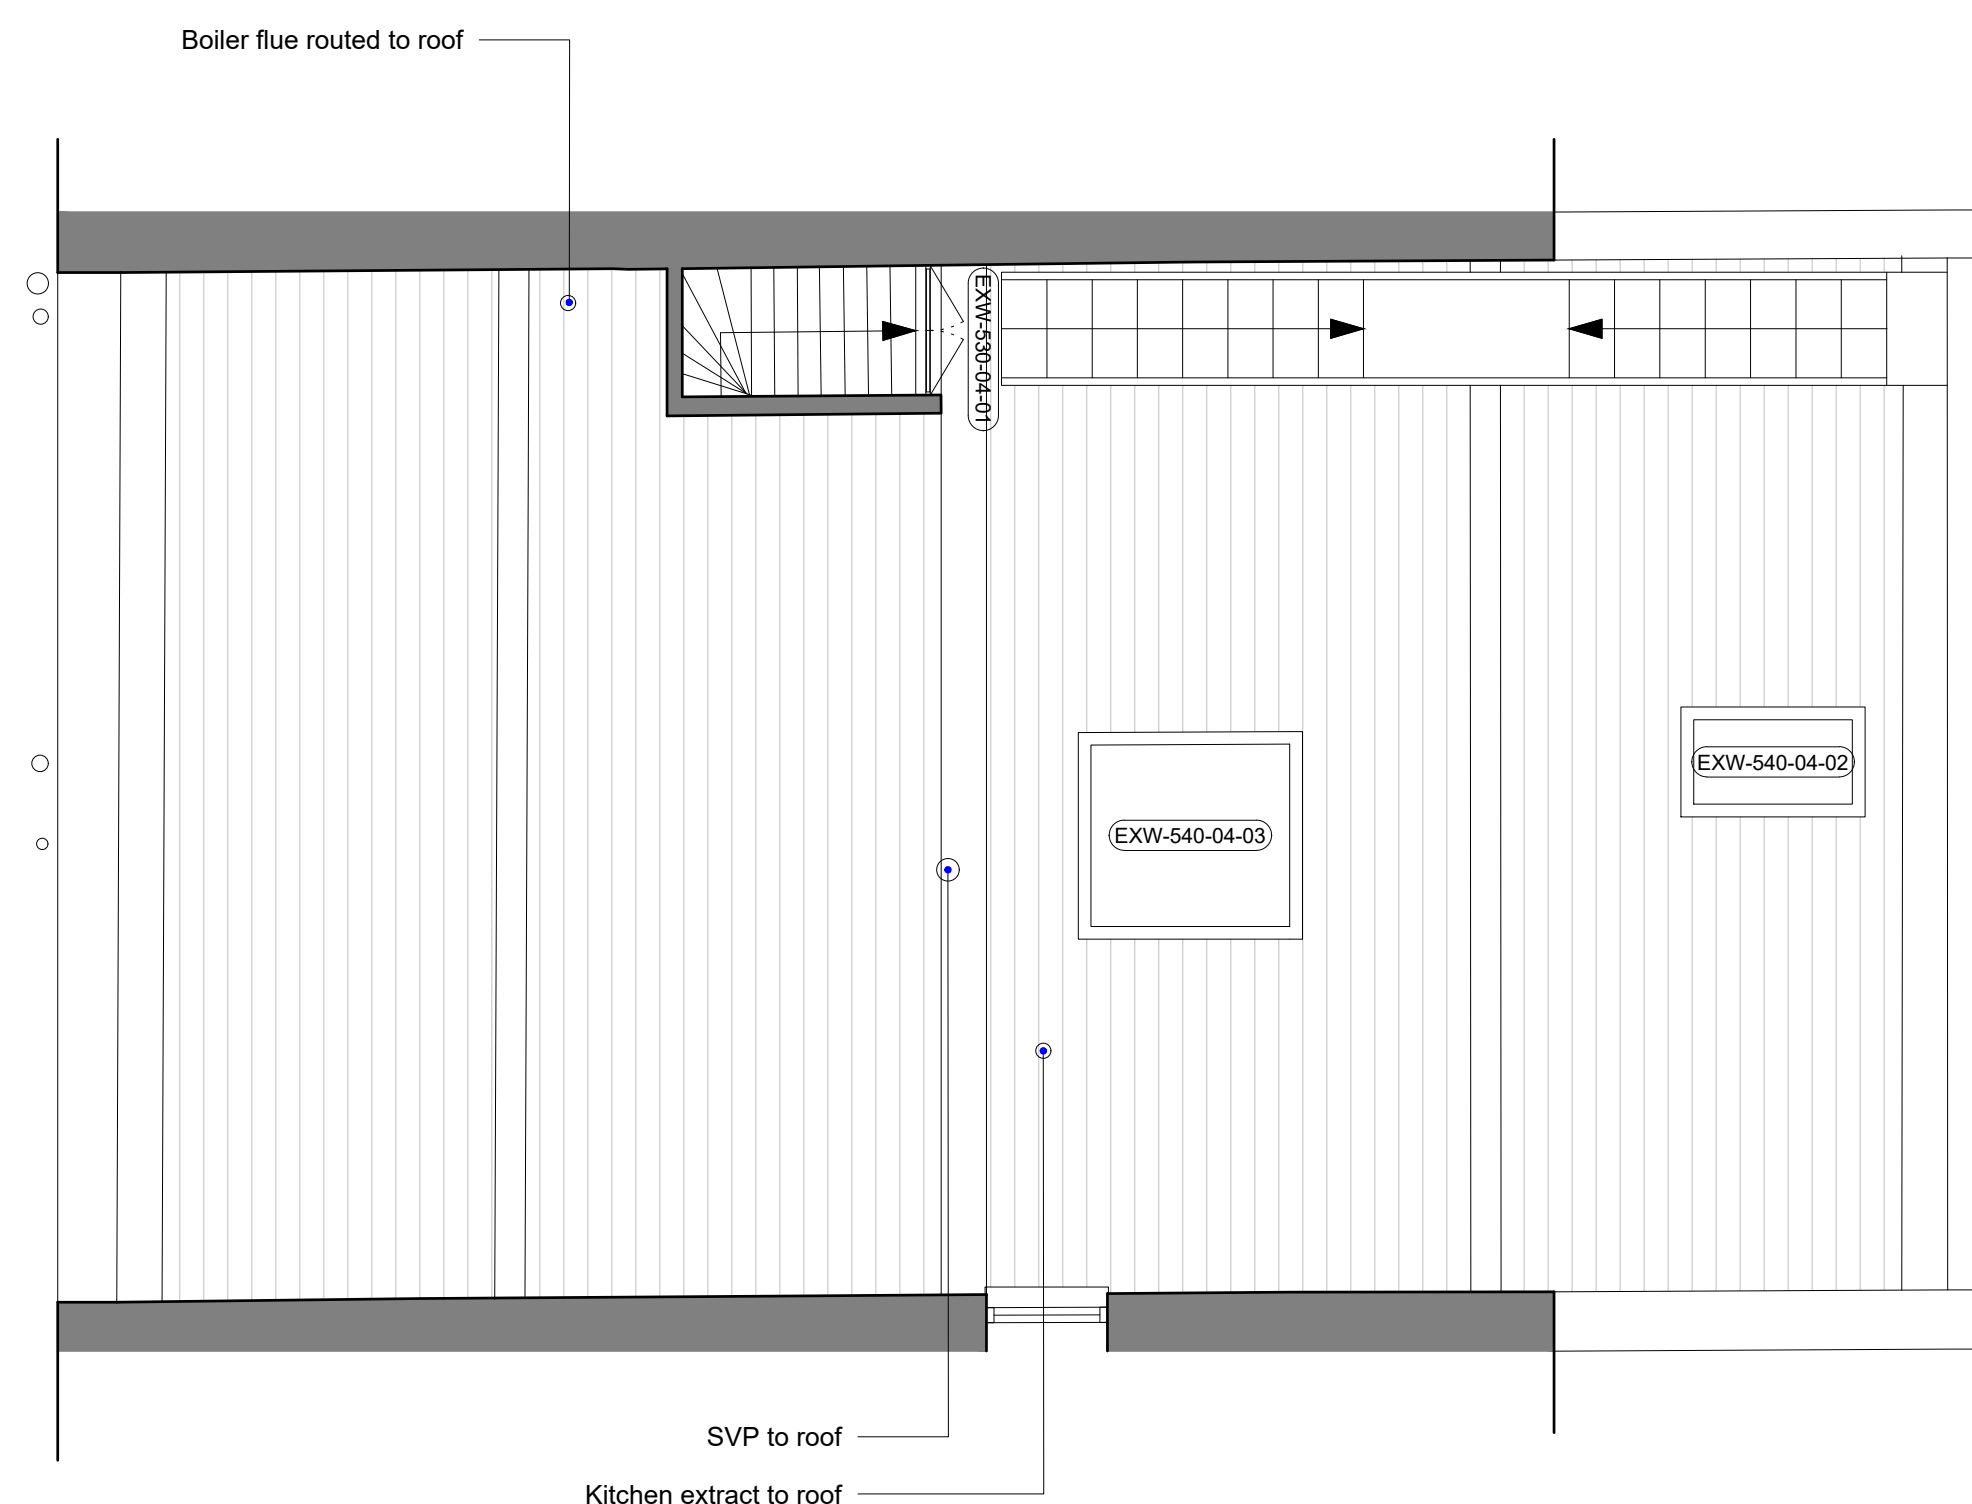 Boiler flue routed to roof
EXW-530-04-01
EXW-540-04-02
EXW-540-04-03
SVP to roof
Kitchen extract to roof